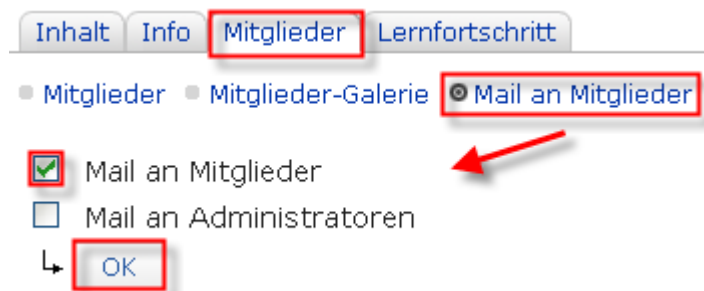 Inhalt Info Mitglieder Lernfortschritt
Mitglieder Mitglieder-Galerie Mail an Mitglieder
Mail an Mitglieder
Mail an Administratoren
OK